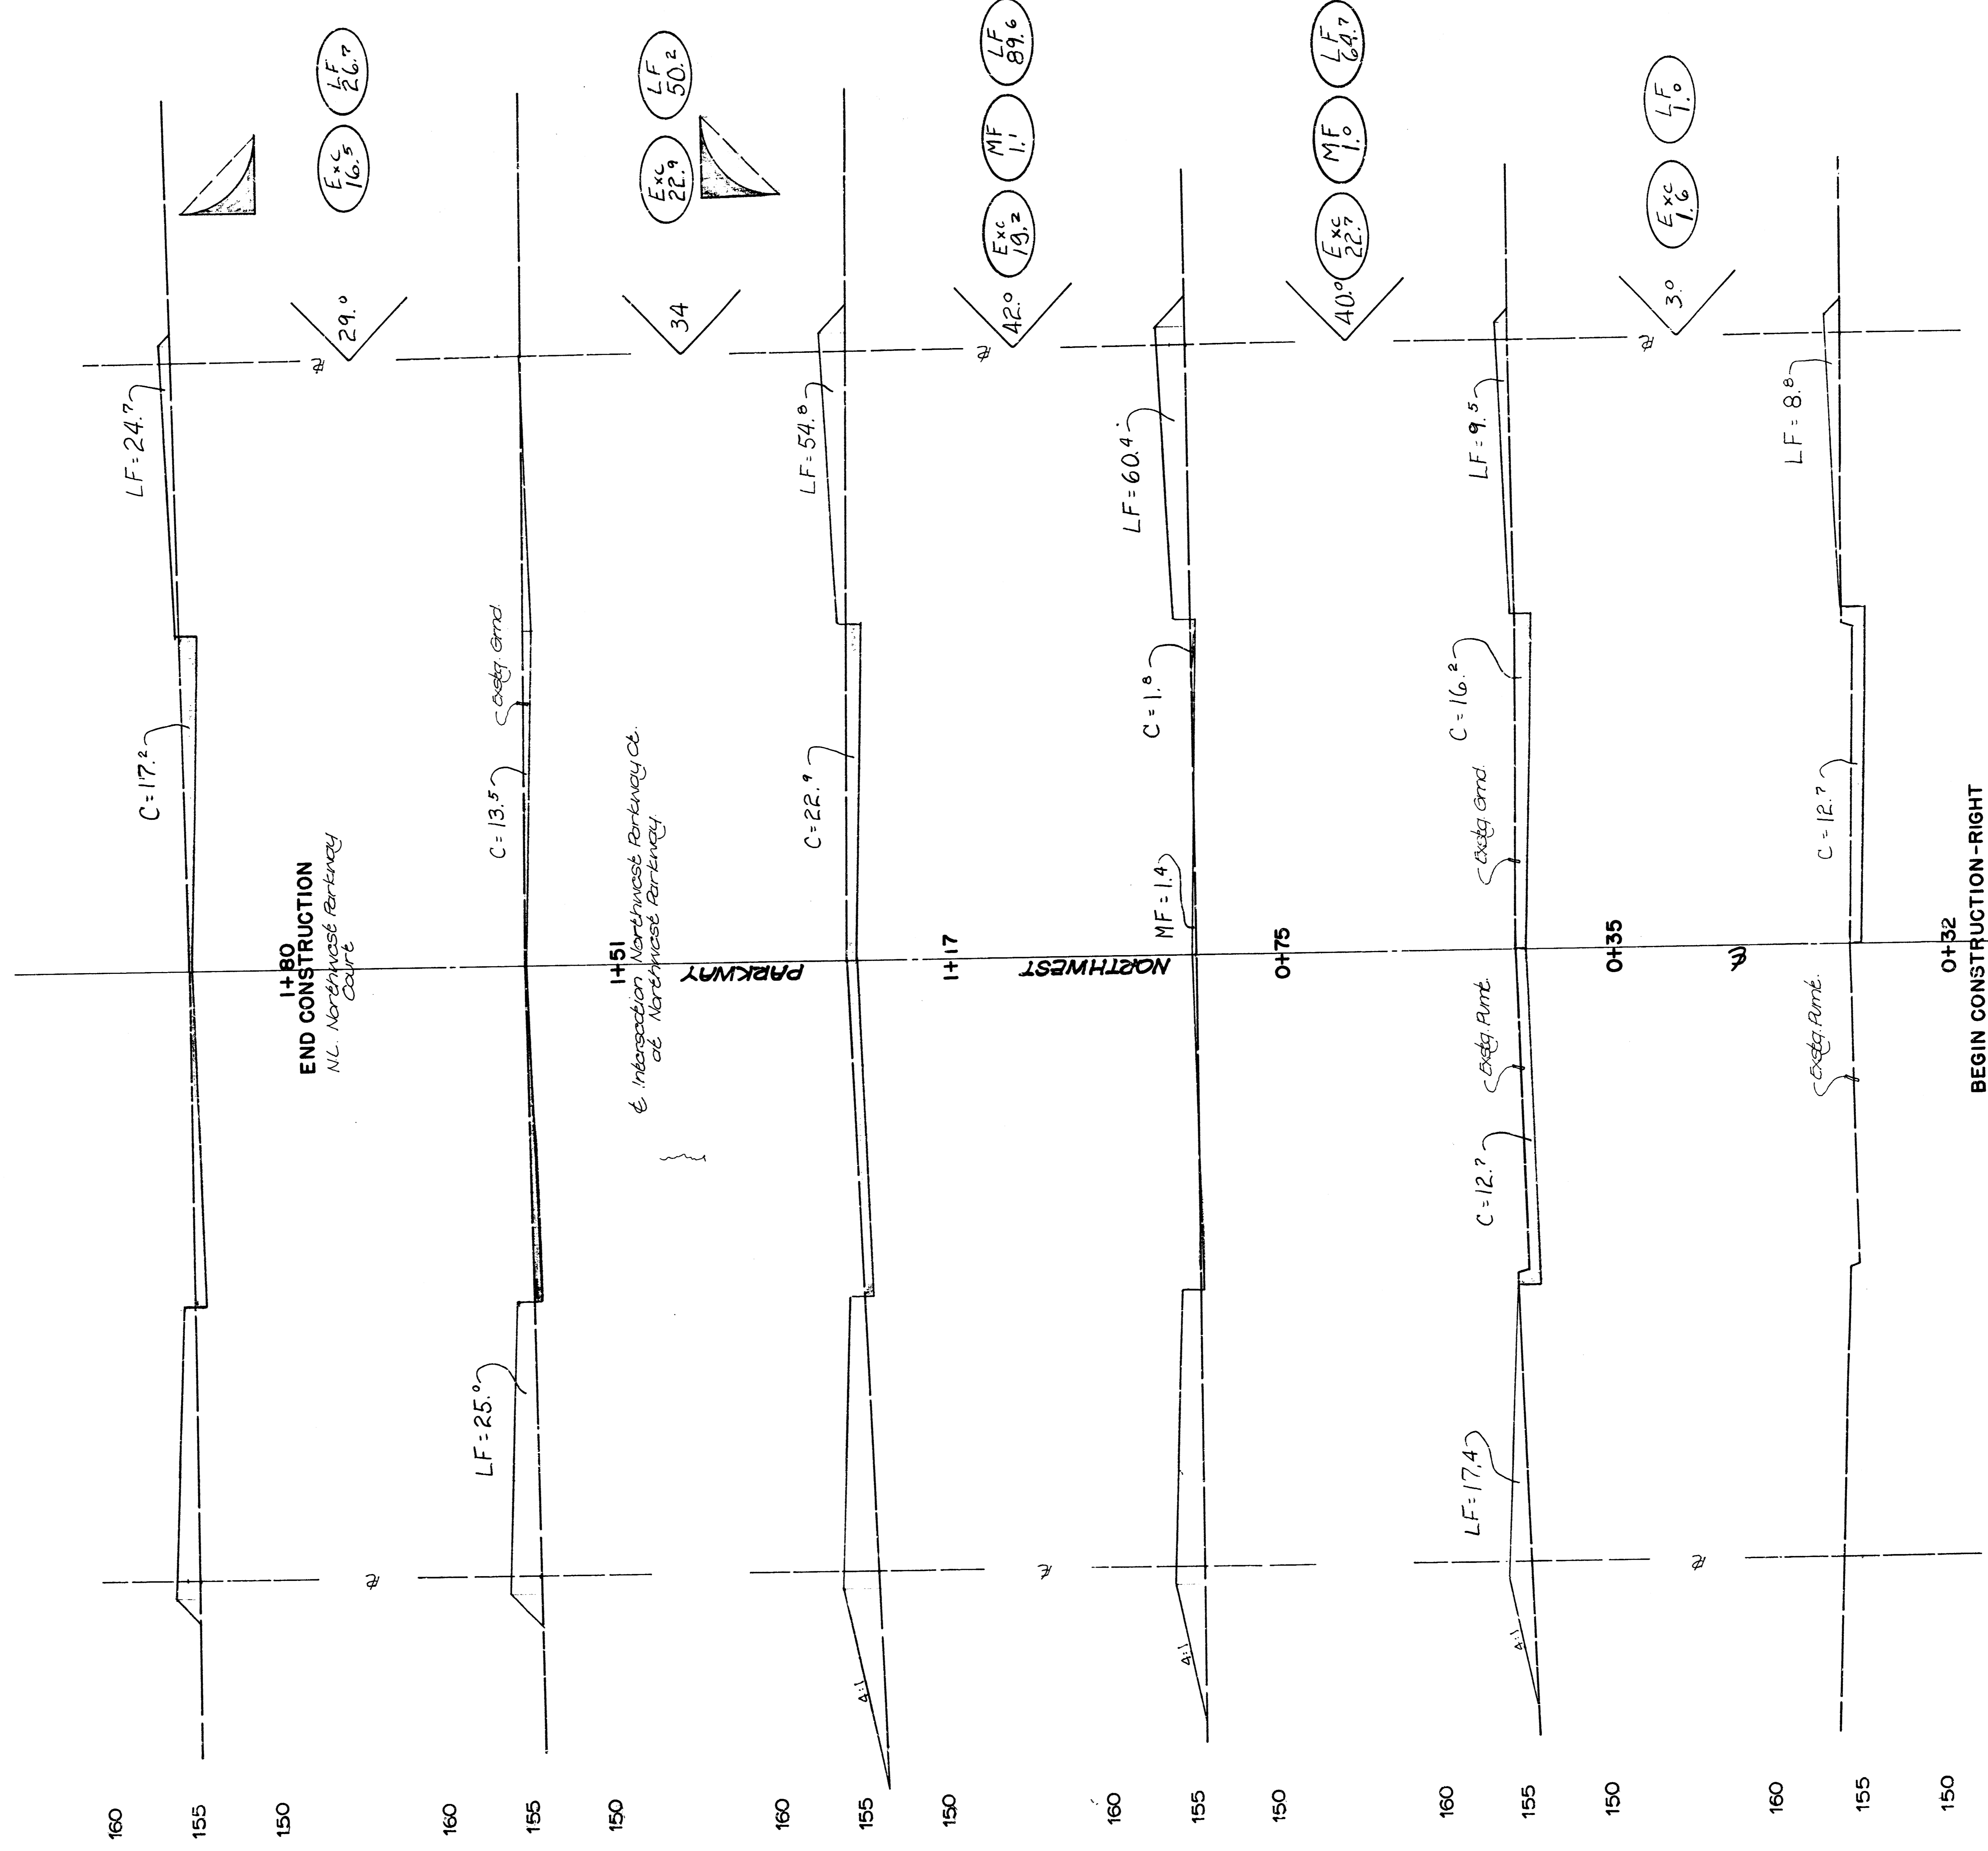 LF = 24.7
C = 17.2
1+80
END CONSTRUCTION
N.L. Northwest Parkway
Court
160
155
150
29.0
Exc
16.5
LF
26.7
LF = 25.0
C = 13.5
Exstg. Grnd.
1+51
℄ Intersection Northwest Parkway Ct.
at Northwest Parkway.
160
155
150
34
Exc
22.9
LF
50.2
4:1
C = 22.9
LF = 54.8
PARKWAY
1+17
160
155
150
42.0
Exc
19.2
MF
1.1
LF
89.6
4:1
MF = 1.4
C = 1.8
LF = 60.4
NORTHWEST
0+75
160
150
40.0
Exc
22.7
MF
1.0
LF
64.7
4:1
LF = 17.4
C = 12.7
Exstg. Pvmt.
Exstg. Grnd.
C = 16.2
LF = 9.5
0+35
160
155
150
3.0
Exc
1.6
LF
1.0
Exstg. Pvmt.
C = 12.7
LF = 8.8
0+32
BEGIN CONSTRUCTION-RIGHT
160
155
150